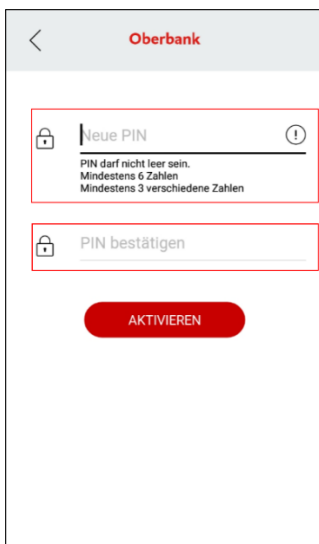 Oberbank
Neue PIN
PIN darf nicht leer sein.
Mindestens 6 Zahlen
Mindestens 3 verschiedene Zahlen
PIN bestätigen
AKTIVIEREN